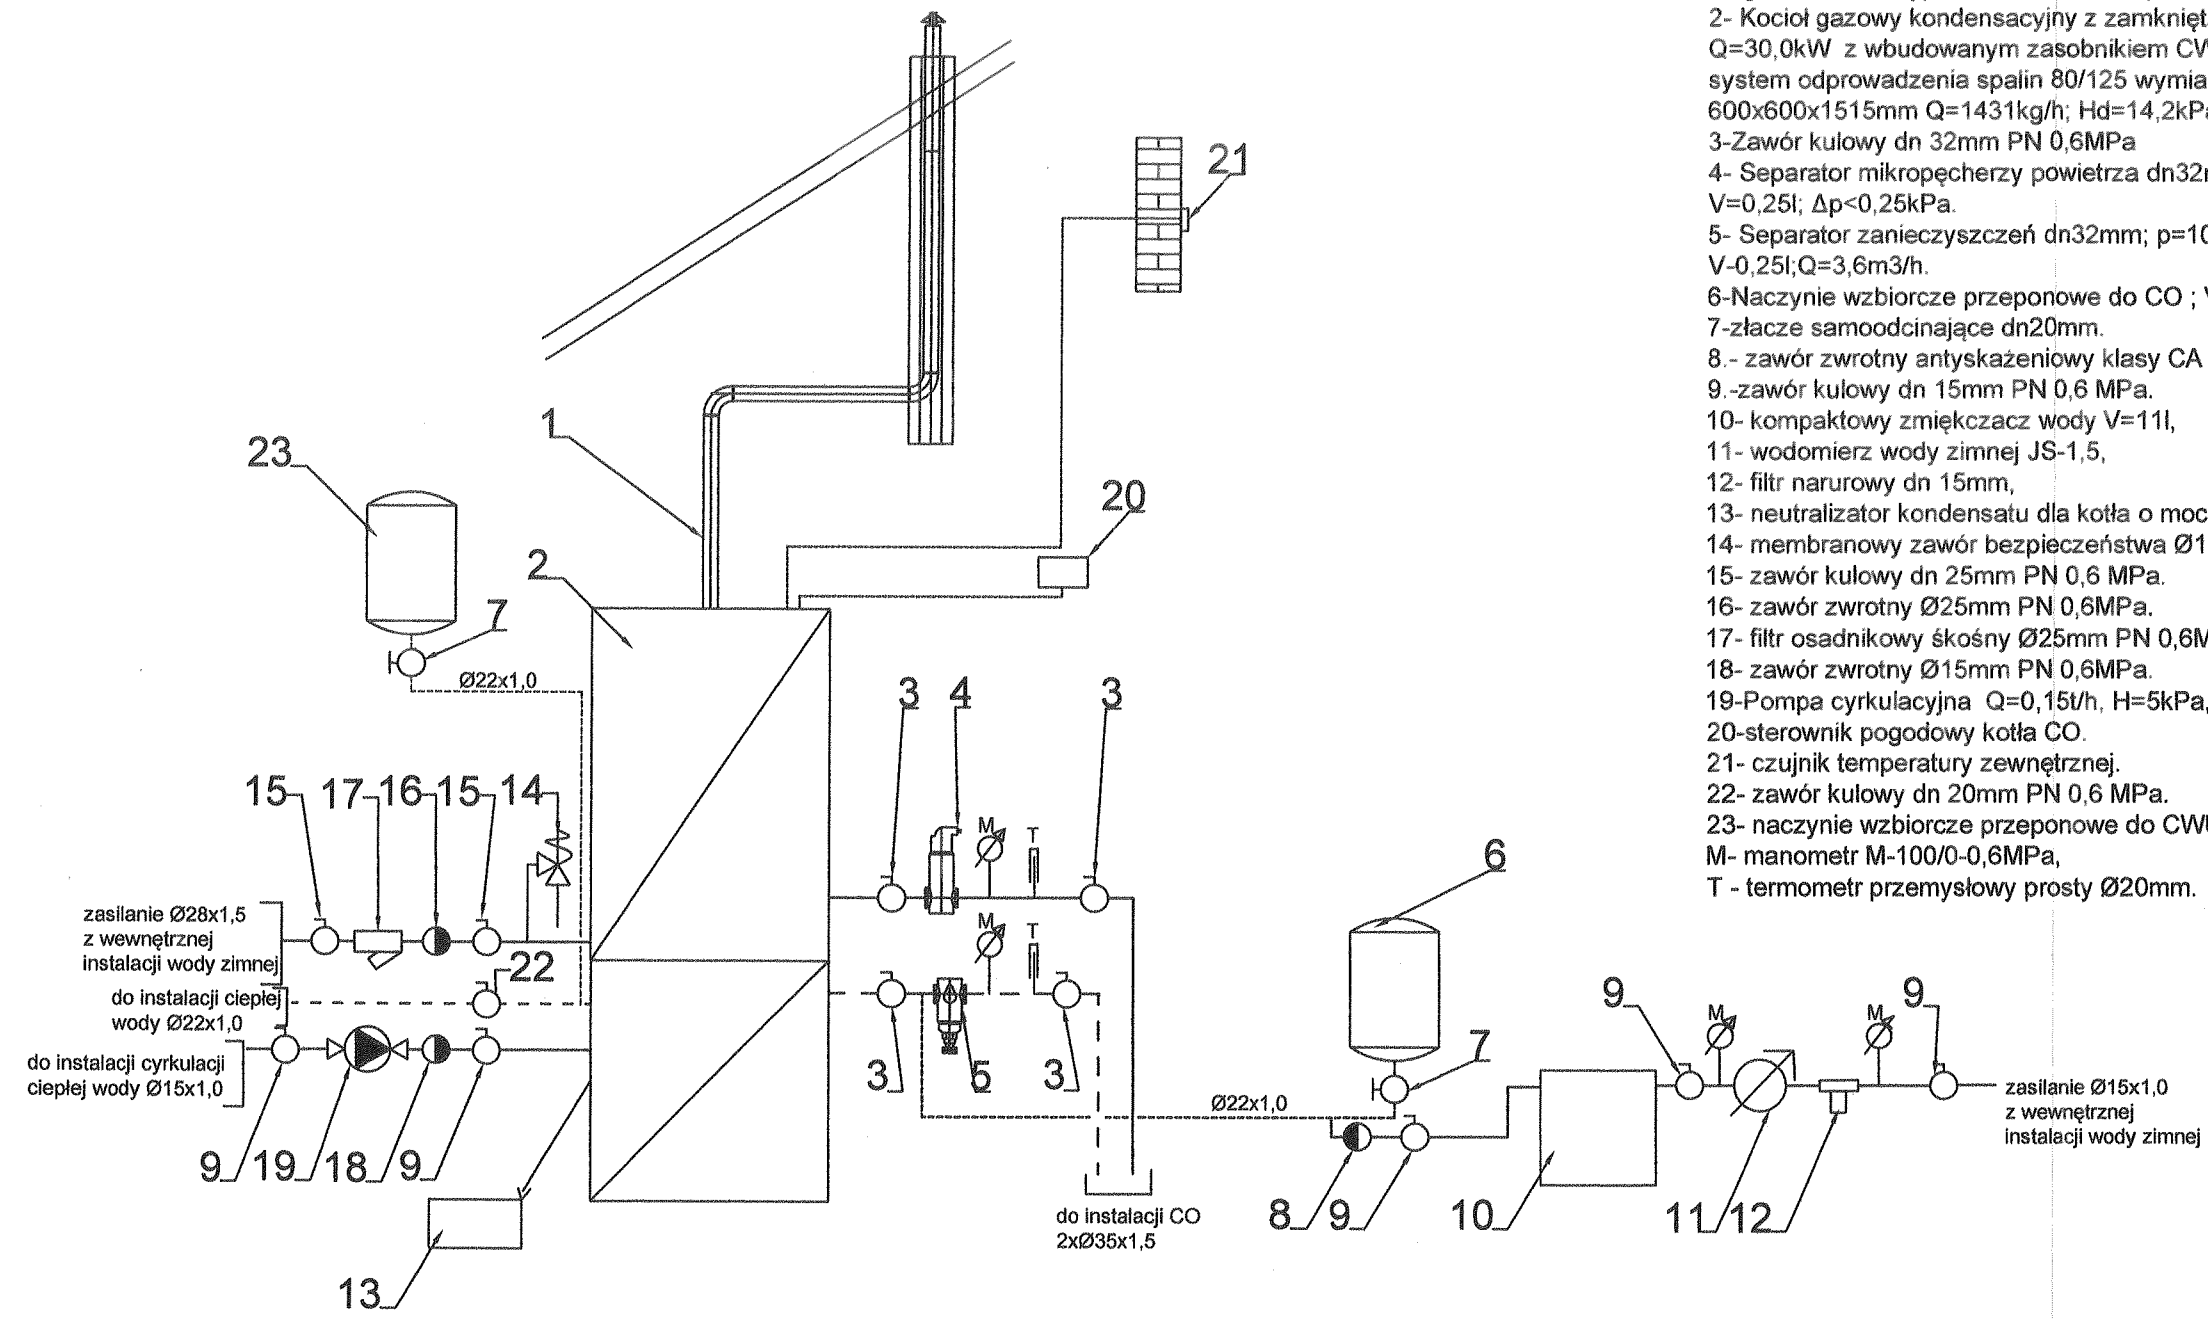 2- Kocioł gazowy kondensacyjny z zamknięt
Q=30,0kW z wbudowanym zasobnikiem CW
system odprowadzenia spalin 80/125 wymia
600x600x1515mm Q=1431kg/h; Hd=14,2kPa
3-Zawór kulowy dn 32mm PN 0,6MPa
4- Separator mikropęcherzy powietrza dn32m
V=0,25l; Δp<0,25kPa.
5- Separator zanieczyszczeń dn32mm; p=10
V-0,25l;Q=3,6m3/h.
6-Naczynie wzbiorcze przeponowe do CO ; V
7-złacze samoodcinające dn20mm.
8.- zawór zwrotny antyskażeniowy klasy CA
9.-zawór kulowy dn 15mm PN 0,6 MPa.
10- kompaktowy zmiękczacz wody V=11l,
11- wodomierz wody zimnej JS-1,5,
12- filtr narurowy dn 15mm,
13- neutralizator kondensatu dla kotła o moc
14- membranowy zawór bezpieczeństwa Ø1
15- zawór kulowy dn 25mm PN 0,6 MPa.
16- zawór zwrotny Ø25mm PN 0,6MPa.
17- filtr osadnikowy śkośny Ø25mm PN 0,6M
18- zawór zwrotny Ø15mm PN 0,6MPa.
19-Pompa cyrkulacyjna Q=0,15t/h, H=5kPa,
20-sterownik pogodowy kotła CO.
21- czujnik temperatury zewnętrznej.
22- zawór kulowy dn 20mm PN 0,6 MPa.
23- naczynie wzbiorcze przeponowe do CWU
M- manometr M-100/0-0,6MPa,
T - termometr przemysłowy prosty Ø20mm.
21
1
23
20
2
7
Ø22x1,0
3 4 3
15 17 16 15 14
M T
6
zasilanie Ø28x1,5
z wewnętrznej
instalacji wody zimnej
M T
22
do instalacji ciepłej
wody Ø22x1,0
9 9
M M
do instalacji cyrkulacji
ciepłej wody Ø15x1,0
3 5 3
7
Ø22x1,0
zasilanie Ø15x1,0
z wewnętrznej
instalacji wody zimnej
9 19 18 9
8 9 10 11 12
do instalacji CO
2xØ35x1,5
13